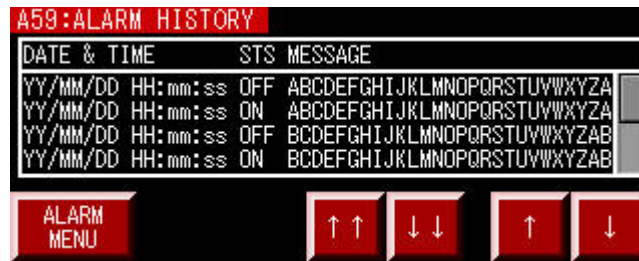 A59:ALARM HISTORY
DATE & TIME STS MESSAGE
YY/MM/DD HH:mm:ss OFF ABCDEFGHIJKLMNOPQRSTUVWXYZA
YY/MM/DD HH:mm:ss ON ABCDEFGHIJKLMNOPQRSTUVWXYZA
YY/MM/DD HH:mm:ss OFF BCDEFGHIJKLMNOPQRSTUVWXYZAB
YY/MM/DD HH:mm:ss ON BCDEFGHIJKLMNOPQRSTUVWXYZAB
ALARM
MENU
↑↑ ↓↓ ↑ ↓